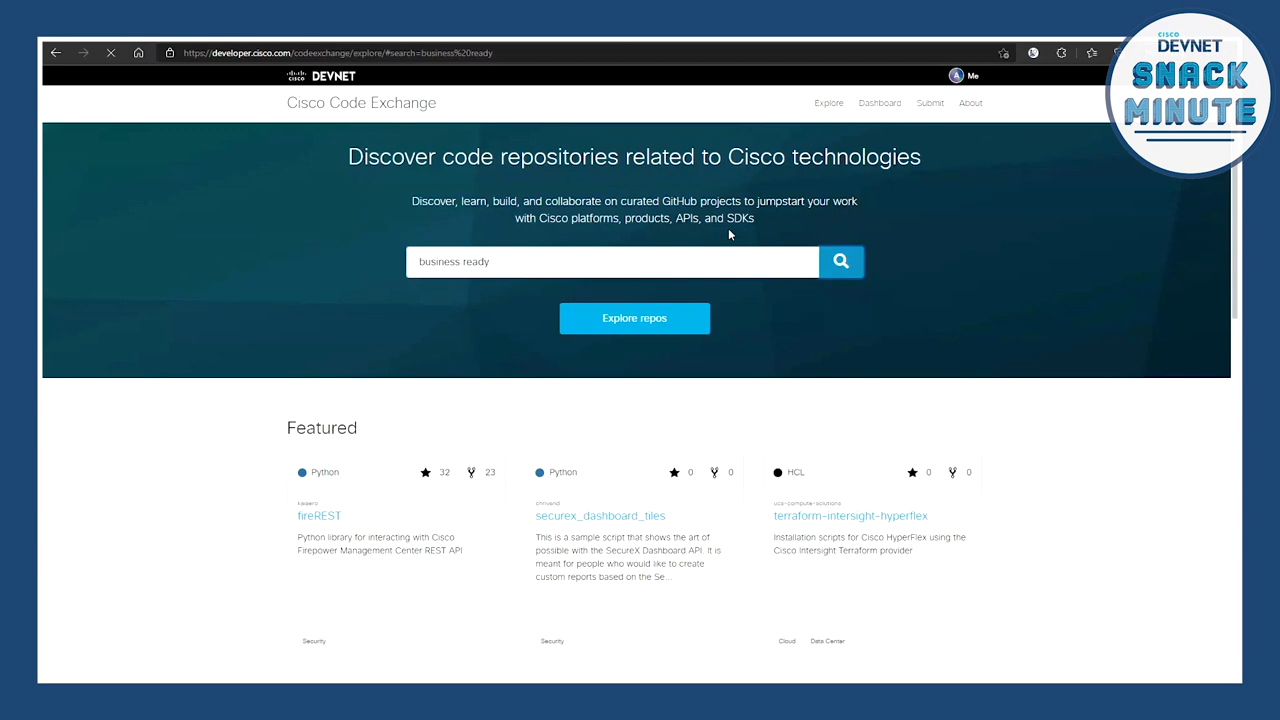 https://developer.cisco.com/codeexchange/explore/#search=business%20ready
CISCO
DEVNET
SNACK
MINUTE
cisco DEVNET
A Me
Cisco Code Exchange
Explore Dashboard Submit About
Discover code repositories related to Cisco technologies
Discover, learn, build, and collaborate on curated GitHub projects to jumpstart your work
with Cisco platforms, products, APIs, and SDKs
business ready
Explore repos
Featured
Python 32 23
kaisero
fireREST
Python library for interacting with Cisco
Firepower Management Center REST API
Security
Python 0 0
chrivand
securex_dashboard_tiles
This is a sample script that shows the art of
possible with the SecureX Dashboard API. It is
meant for people who would like to create
custom reports based on the Se...
Security
HCL 0 0
ucs-compute-solutions
terraform-intersight-hyperflex
Installation scripts for Cisco HyperFlex using the
Cisco Intersight Terraform provider
Cloud Data Center